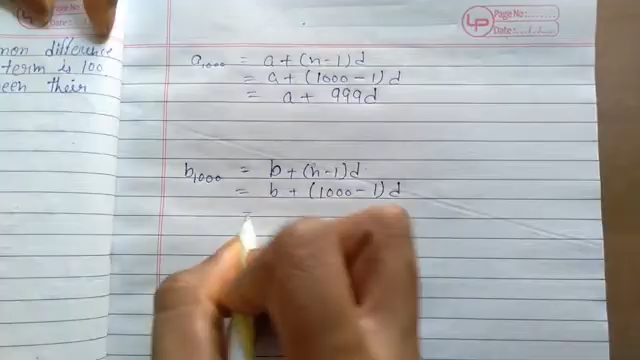 mon difference
term is 100
een their
Page No:
Date: / /
a1000 = a + (n - 1)d
= a + (1000 - 1)d
= a + 999d
b1000 = b + (n - 1)d
= b + (1000 - 1)d
=